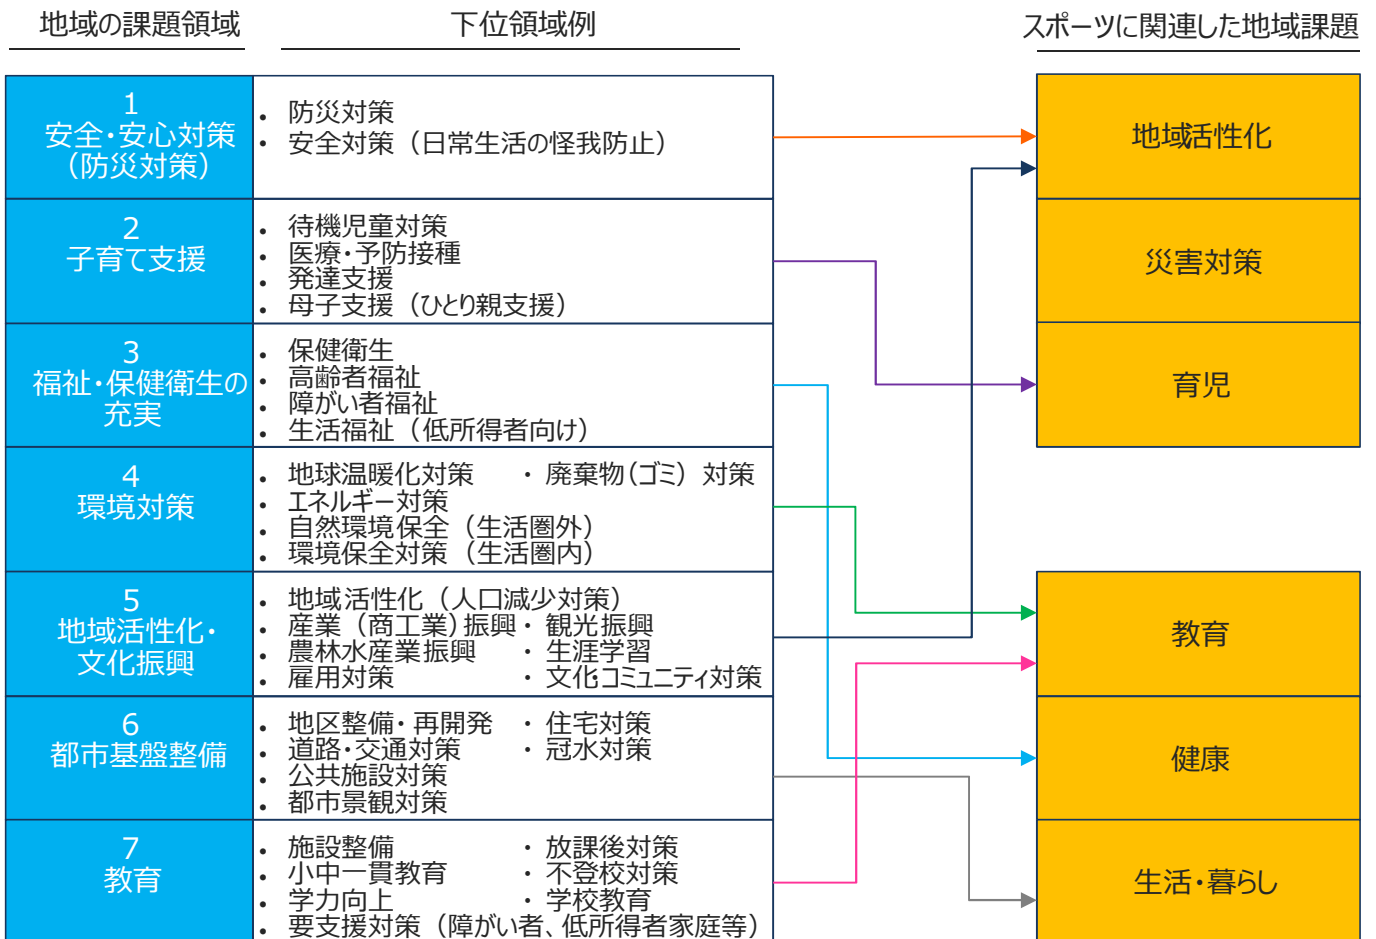 地域の課題領域
下位領域例
スポーツに関連した地域課題
1
安全・安心対策
（防災対策）
• 防災対策
• 安全対策（日常生活の怪我防止）
2
子育て支援
• 待機児童対策
• 医療・予防接種
• 発達支援
• 母子支援（ひとり親支援）
3
福祉・保健衛生の
充実
• 保健衛生
• 高齢者福祉
• 障がい者福祉
• 生活福祉（低所得者向け）
4
環境対策
• 地球温暖化対策 ・ 廃棄物（ゴミ）対策
• エネルギー対策
• 自然環境保全（生活圏外）
• 環境保全対策（生活圏内）
5
地域活性化・
文化振興
• 地域活性化（人口減少対策）
• 産業（商工業）振興・ 観光振興
• 農林水産業振興 ・ 生涯学習
• 雇用対策 ・ 文化・コミュニティ対策
6
都市基盤整備
• 地区整備・再開発 ・ 住宅対策
• 道路・交通対策 ・ 冠水対策
• 公共施設対策
• 都市景観対策
7
教育
• 施設整備 ・ 放課後対策
• 小中一貫教育 ・ 不登校対策
• 学力向上 ・ 学校教育
• 要支援対策（障がい者、低所得者家庭等）
地域活性化
災害対策
育児
教育
健康
生活・暮らし